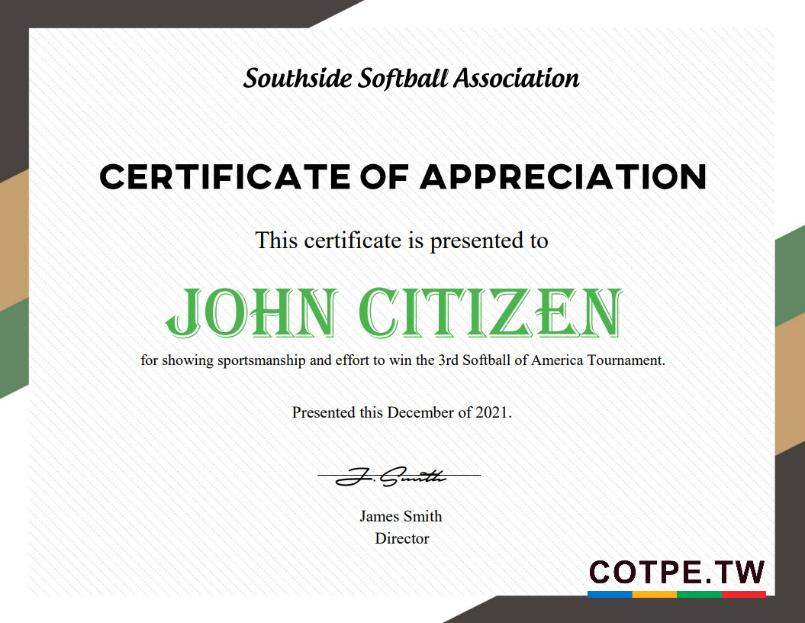 Southside Softball Association
CERTIFICATE OF APPRECIATION
This certificate is presented to
JOHN CITIZEN
for showing sportsmanship and effort to win the 3rd Softball of America Tournament.
Presented this December of 2021.
J. Smith
James Smith
Director
COTPE.TW